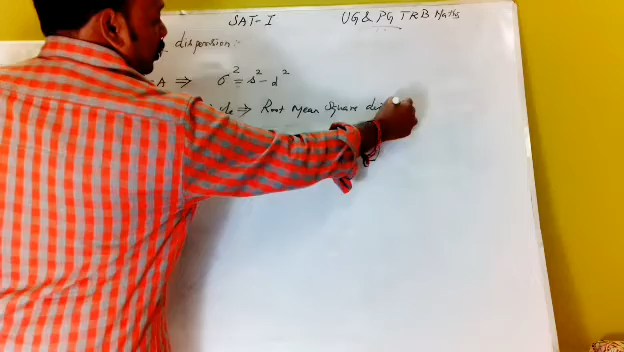 SAT-I UG & PG TRB Maths
dispersion:
A ⇒ σ² = s² - d²
⇒ Root Mean Square